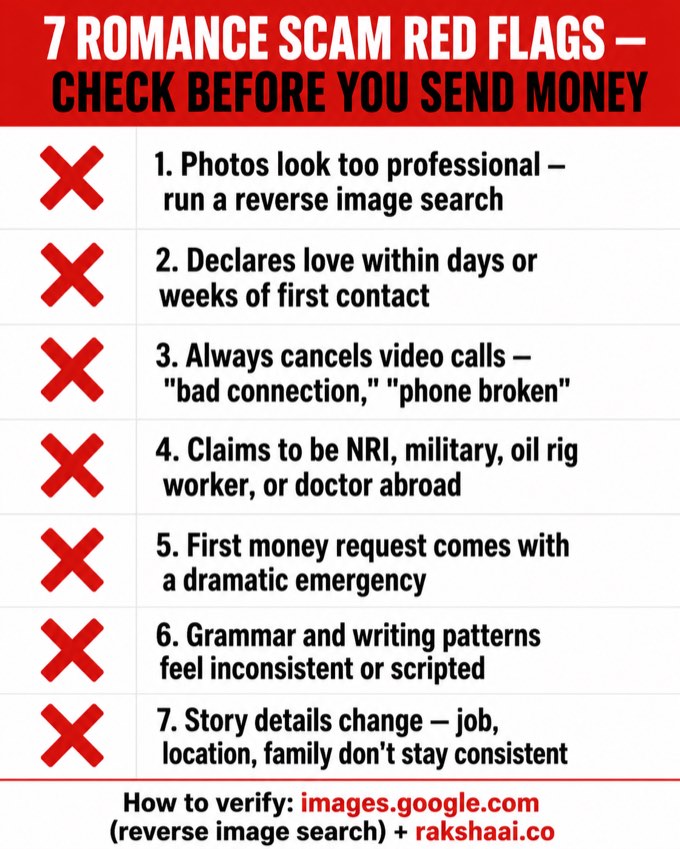 7 ROMANCE SCAM RED FLAGS –
CHECK BEFORE YOU SEND MONEY
1. Photos look too professional –
run a reverse image search
2. Declares love within days or
weeks of first contact
3. Always cancels video calls –
"bad connection," "phone broken"
4. Claims to be NRI, military, oil rig
worker, or doctor abroad
5. First money request comes with
a dramatic emergency
6. Grammar and writing patterns
feel inconsistent or scripted
7. Story details change – job,
location, family don't stay consistent
How to verify: images.google.com
(reverse image search) + rakshaai.co